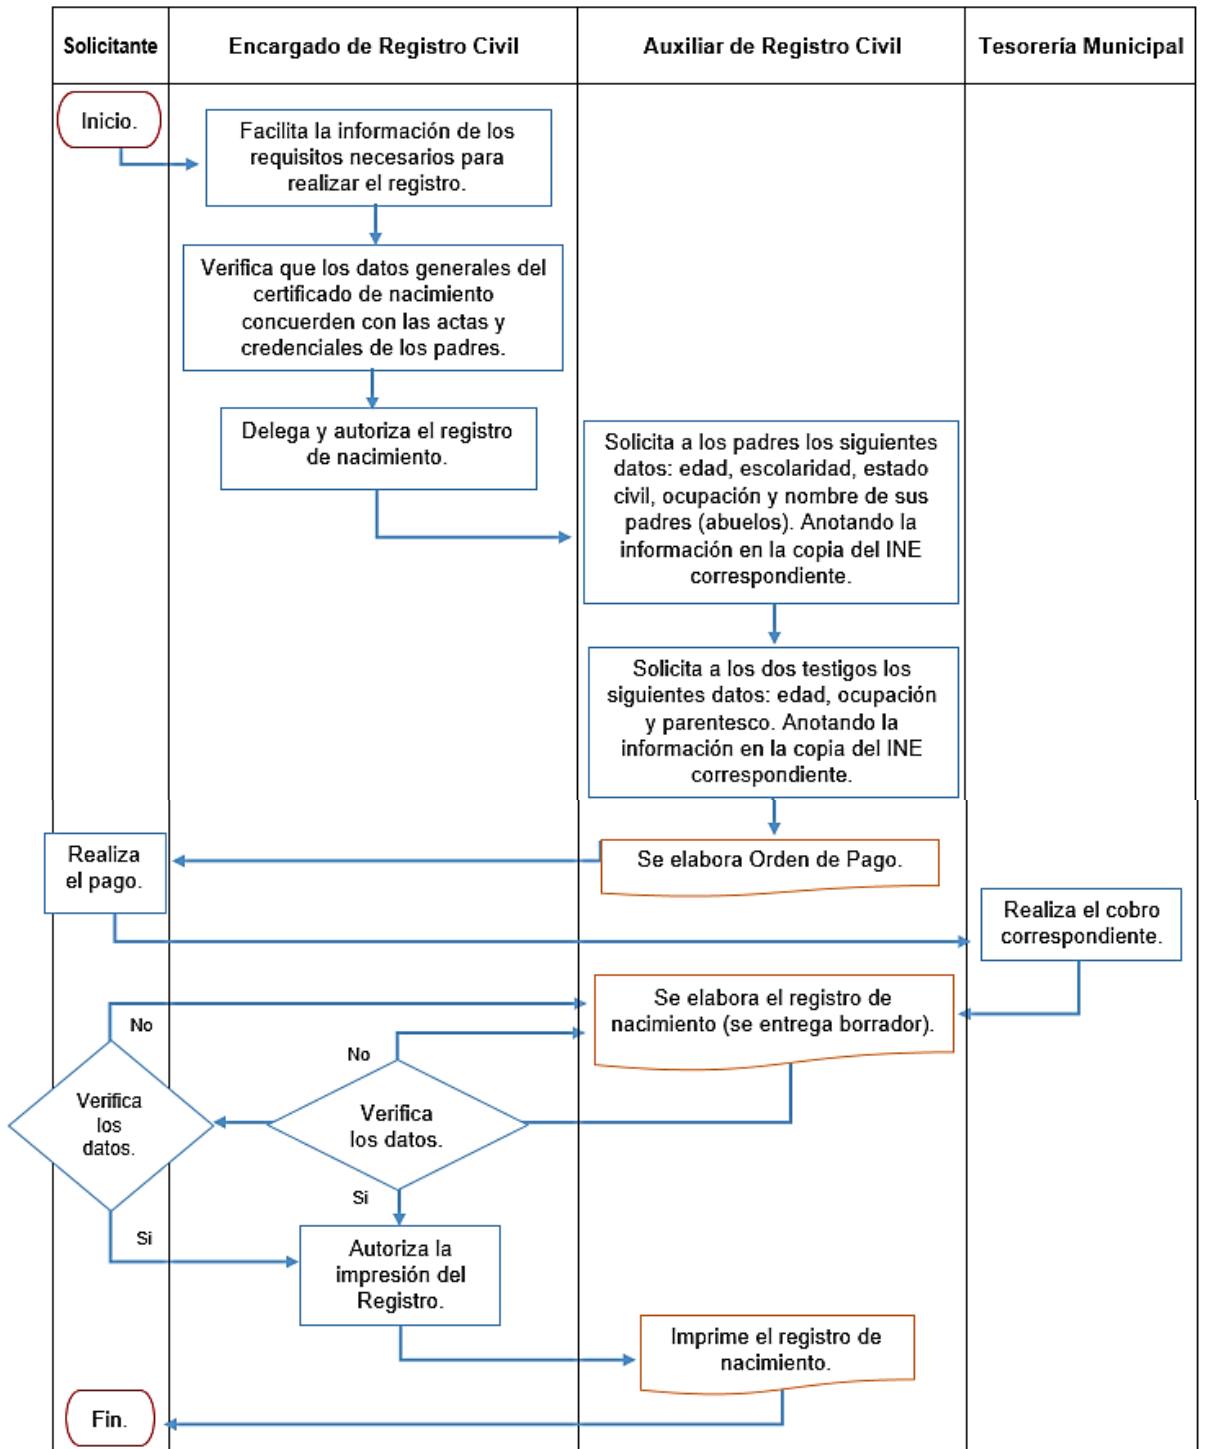 Solicitante
Encargado de Registro Civil
Auxiliar de Registro Civil
Tesorería Municipal
Inicio.
Facilita la información de los
requisitos necesarios para
realizar el registro.
Verifica que los datos generales del
certificado de nacimiento
concuerden con las actas y
credenciales de los padres.
Delega y autoriza el registro
de nacimiento.
Solicita a los padres los siguientes
datos: edad, escolaridad, estado
civil, ocupación y nombre de sus
padres (abuelos). Anotando la
información en la copia del INE
correspondiente.
Solicita a los dos testigos los
siguientes datos: edad, ocupación
y parentesco. Anotando la
información en la copia del INE
correspondiente.
Se elabora Orden de Pago.
Realiza
el pago.
Realiza el cobro
correspondiente.
Se elabora el registro de
nacimiento (se entrega borrador).
No
No
Verifica
los datos.
Verifica
los
datos.
Si
Si
Autoriza la
impresión del
Registro.
Imprime el registro de
nacimiento.
Fin.